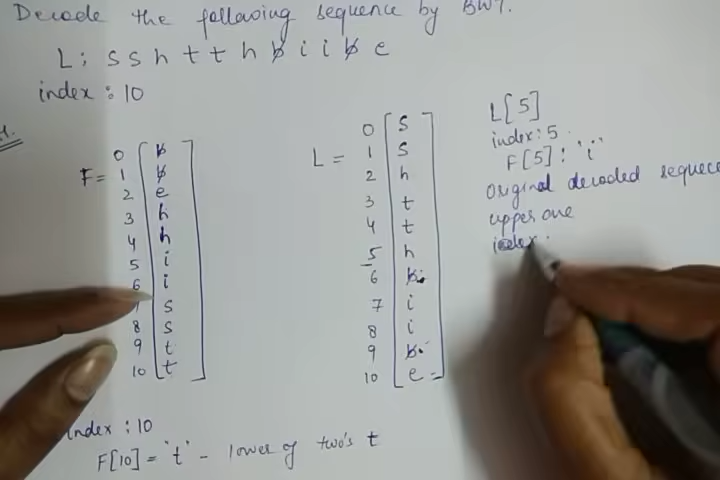 Decode the following sequence by BWT.
L: s s h t t h b̸ i i b̸ e
index: 10
F =
0 b̸
1 b̸
2 e
3 h
4 h
5 i
6 i
7 s
8 s
9 t
10 t
L =
0 s
1 s
2 h
3 t
4 t
5 h
6 b̸
7 i
8 i
9 b̸
10 e
L[5]
index: 5
F[5]: "i"
original decoded sequece
upper one
index:
index: 10
F[10] = "t" - lower of two's t